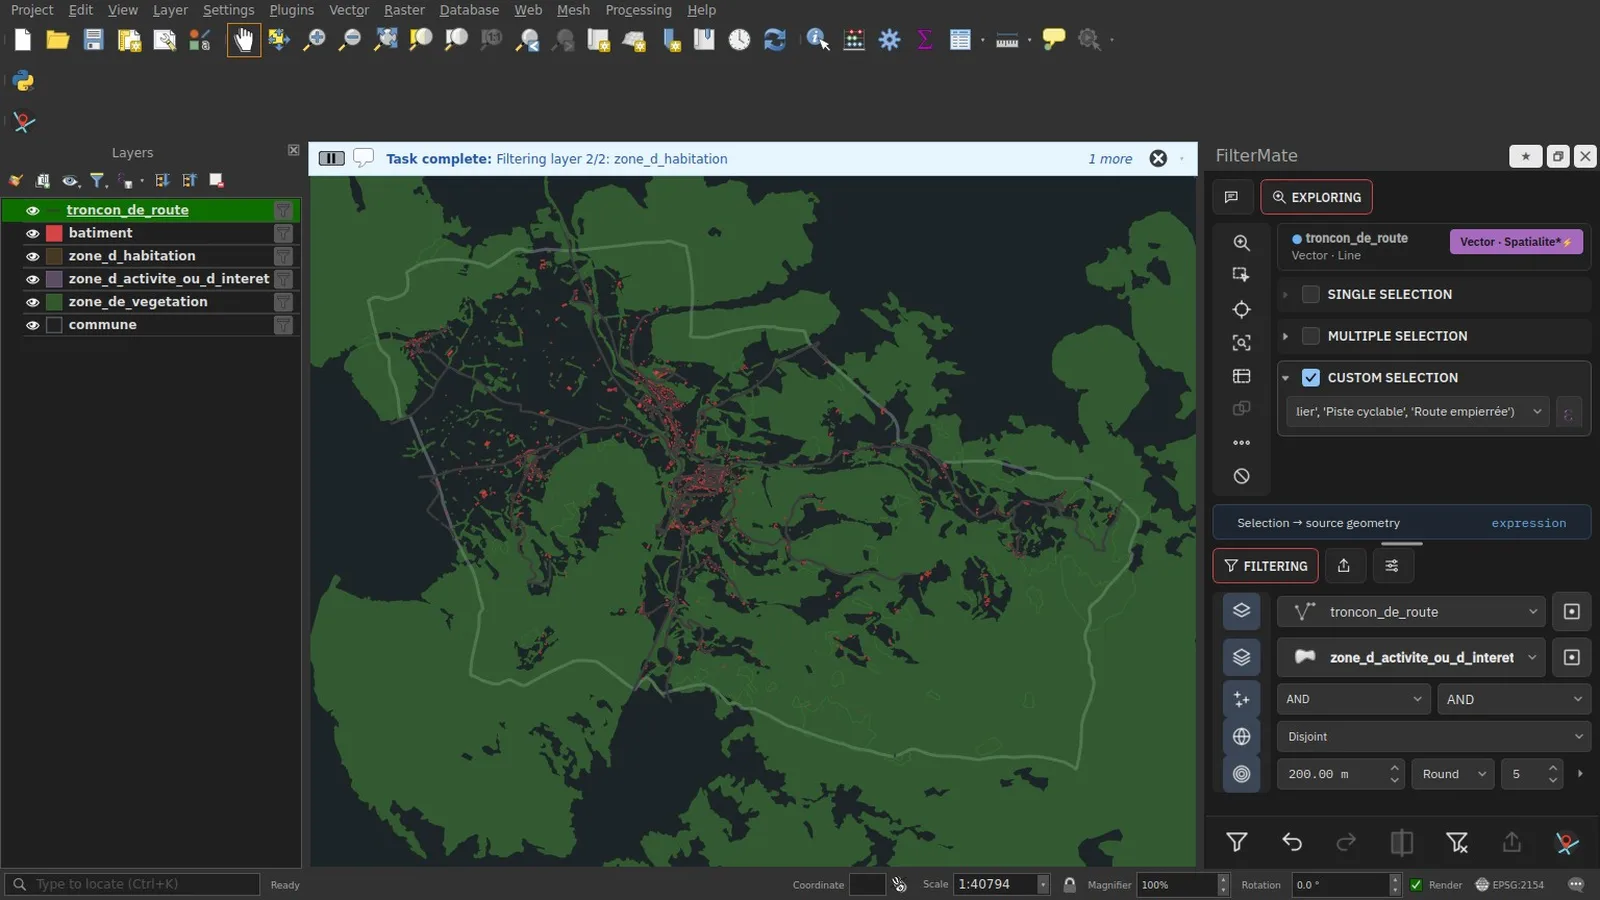 Project Edit View Layer Settings Plugins Vector Raster Database Web Mesh Processing Help
Layers
troncon_de_route
batiment
zone_d_habitation
zone_d_activite_ou_d_interet
zone_de_vegetation
commune
Task complete: Filtering layer 2/2: zone_d_habitation
1 more
FilterMate
EXPLORING
troncon_de_route
Vector · Line
Vector · Spatialite*⚡
SINGLE SELECTION
MULTIPLE SELECTION
CUSTOM SELECTION
lier', 'Piste cyclable', 'Route empierrée')
ε
Selection → source geometry
expression
FILTERING
troncon_de_route
zone_d_activite_ou_d_interet
AND
AND
Disjoint
200.00 m
Round
5
Type to locate (Ctrl+K)
Ready
Coordinate
Scale 1:40794
Magnifier 100%
Rotation 0.0 °
Render
EPSG:2154